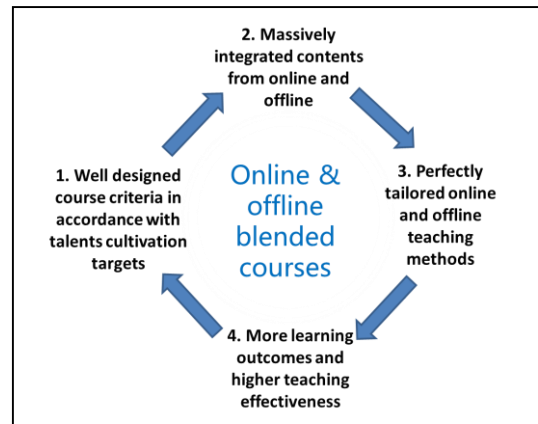 2. Massively
integrated contents
from online and
offline
1. Well designed
course criteria in
accordance with
talents cultivation
targets
Online &
offline
blended
courses
3. Perfectly
tailored online
and offline
teaching
methods
4. More learning
outcomes and
higher teaching
effectiveness